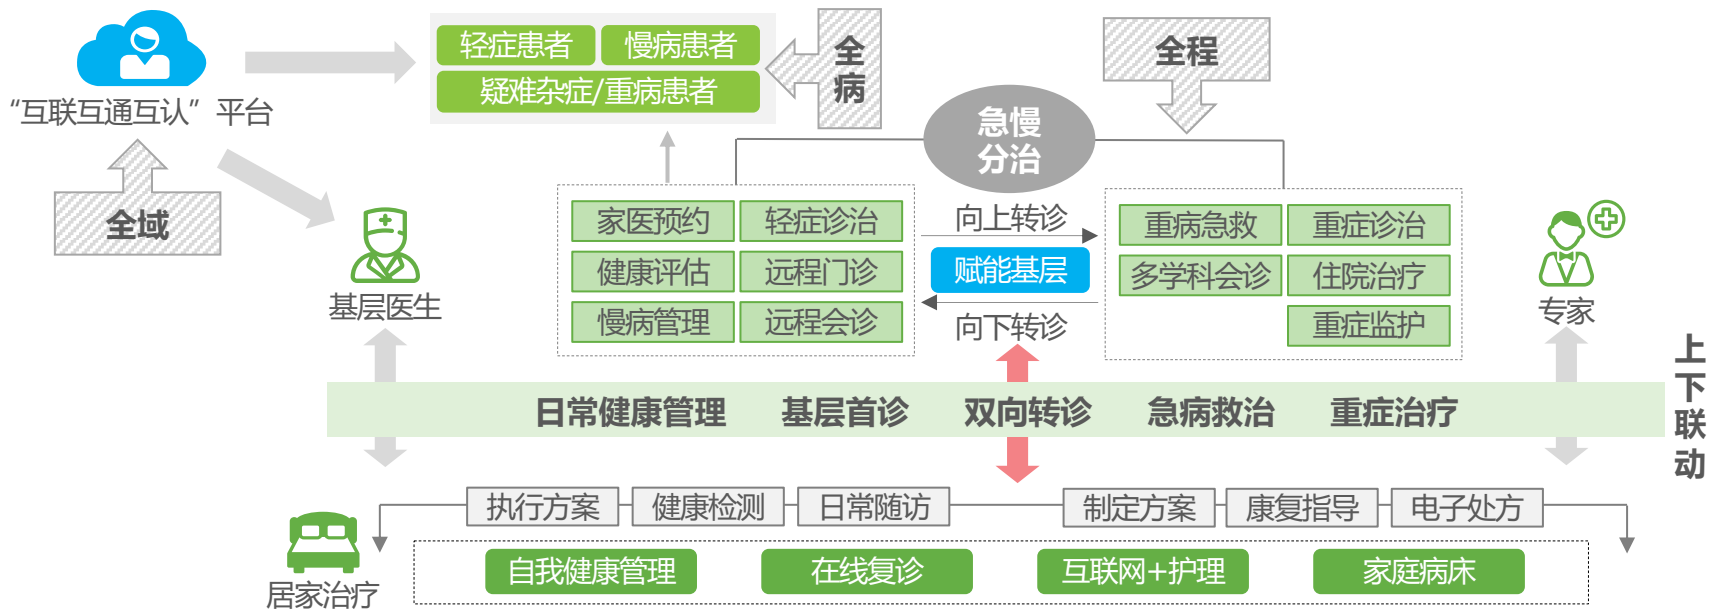 “互联互通互认”平台
全域
轻症患者
慢病患者
疑难杂症/重病患者
全
病
全程
急慢
分治
基层医生
家医预约
轻症诊治
健康评估
远程门诊
慢病管理
远程会诊
向上转诊
赋能基层
向下转诊
重病急救
重症诊治
多学科会诊
住院治疗
重症监护
专家
日常健康管理
基层首诊
双向转诊
急病救治
重症治疗
上
下
联
动
执行方案
健康检测
日常随访
制定方案
康复指导
电子处方
居家治疗
自我健康管理
在线复诊
互联网+护理
家庭病床